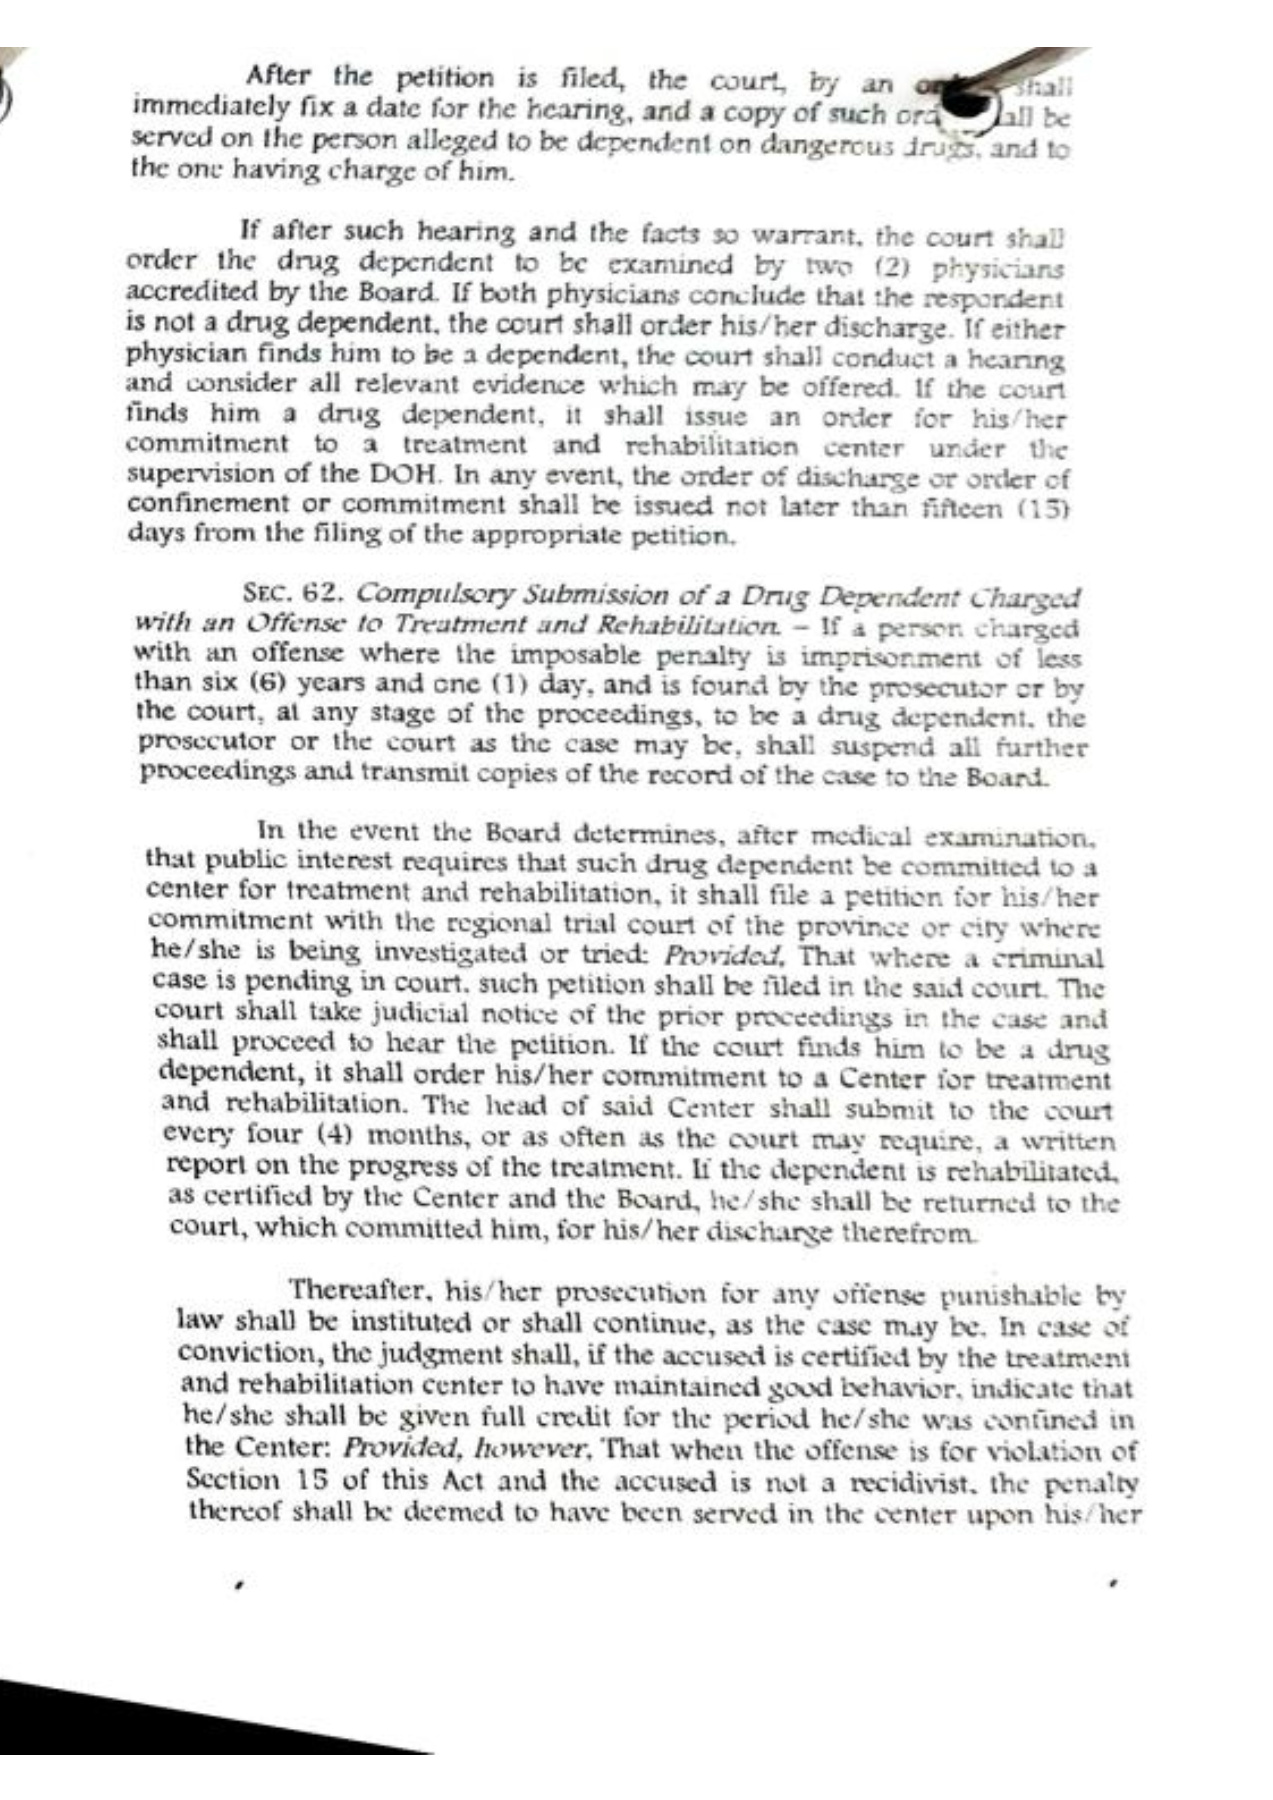 After the petition is filed, the court, by an shall
immediately fix a date for the hearing, and a copy of such all be
served on the person alleged to be dependent on dangerous drugs, and to
the one having charge of him.
If after such hearing and the facts so warrant, the court shall
order the drug dependent to be examined by two (2) physicians
accredited by the Board. If both physicians conclude that the respondent
is not a drug dependent, the court shall order his/her discharge. If either
physician finds him to be a dependent, the court shall conduct a hearing
and consider all relevant evidence which may be offered. If the court
finds him a drug dependent, it shall issue an order for his/her
commitment to a treatment and rehabilitation center under the
supervision of the DOH. In any event, the order of discharge or order of
confinement or commitment shall be issued not later than fifteen (15)
days from the filing of the appropriate petition.
SEC. 62. Compulsory Submission of a Drug Dependent Charged
with an Offense to Treatment and Rehabilitation. – If a person charged
with an offense where the imposable penalty is imprisonment of less
than six (6) years and one (1) day, and is found by the prosecutor or by
the court, at any stage of the proceedings, to be a drug dependent, the
prosecutor or the court as the case may be, shall suspend all further
proceedings and transmit copies of the record of the case to the Board.
In the event the Board determines, after medical examination,
that public interest requires that such drug dependent be committed to a
center for treatment and rehabilitation, it shall file a petition for his/her
commitment with the regional trial court of the province or city where
he/she is being investigated or tried: Provided, That where a criminal
case is pending in court, such petition shall be filed in the said court. The
court shall take judicial notice of the prior proceedings in the case and
shall proceed to hear the petition. If the court finds him to be a drug
dependent, it shall order his/her commitment to a Center for treatment
and rehabilitation. The head of said Center shall submit to the court
every four (4) months, or as often as the court may require, a written
report on the progress of the treatment. If the dependent is rehabilitated,
as certified by the Center and the Board, he/she shall be returned to the
court, which committed him, for his/her discharge therefrom.
Thereafter, his/her prosecution for any offense punishable by
law shall be instituted or shall continue, as the case may be. In case of
conviction, the judgment shall, if the accused is certified by the treatment
and rehabilitation center to have maintained good behavior, indicate that
he/she shall be given full credit for the period he/she was confined in
the Center: Provided, however, That when the offense is for violation of
Section 15 of this Act and the accused is not a recidivist, the penalty
thereof shall be deemed to have been served in the center upon his/her